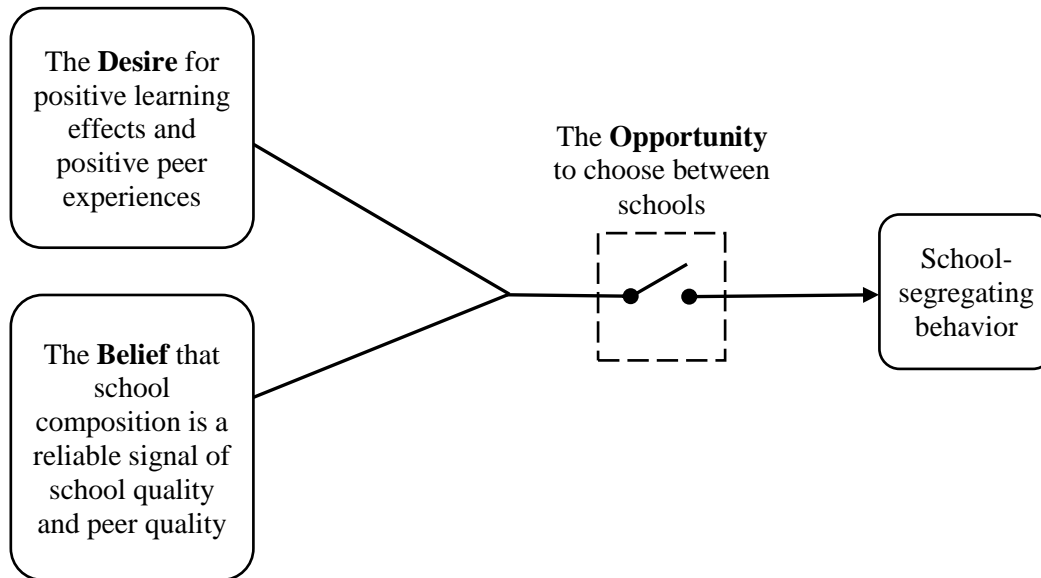 The Desire for
positive learning
effects and
positive peer
experiences
The Opportunity
to choose between
schools
School-
segregating
behavior
The Belief that
school
composition is a
reliable signal of
school quality
and peer quality